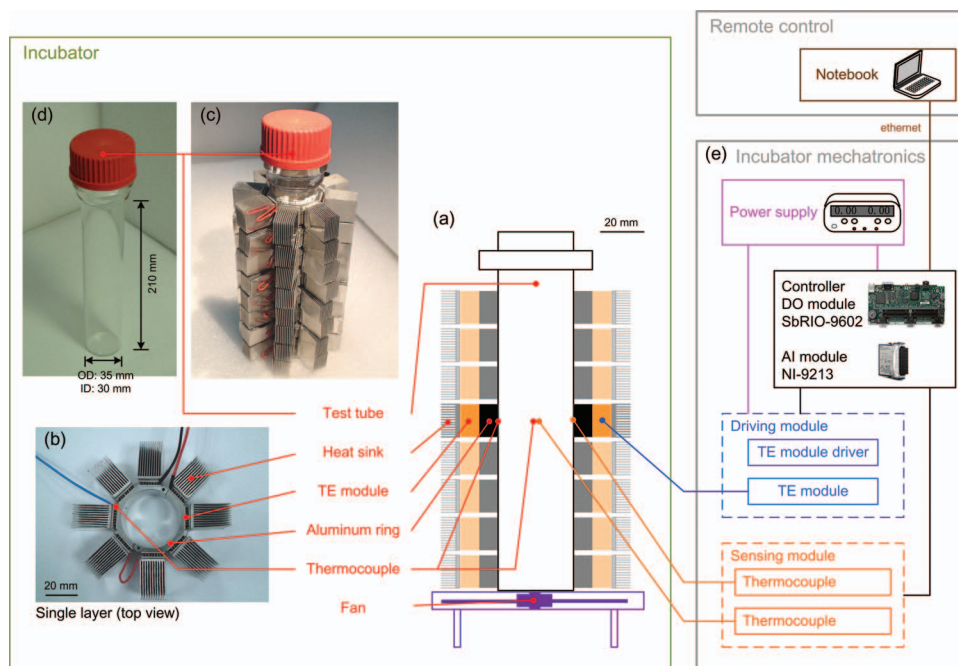 Incubator
(d)
(c)
210 mm
OD: 35 mm
ID: 30 mm
(a)
20 mm
(b)
20 mm
Single layer (top view)
Test tube
Heat sink
TE module
Aluminum ring
Thermocouple
Fan
Remote control
Notebook
ethernet
(e)
Incubator mechatronics
Power supply
0.00 0.00
Controller
DO module
SbRIO-9602
AI module
NI-9213
Driving module
TE module driver
TE module
Sensing module
Thermocouple
Thermocouple